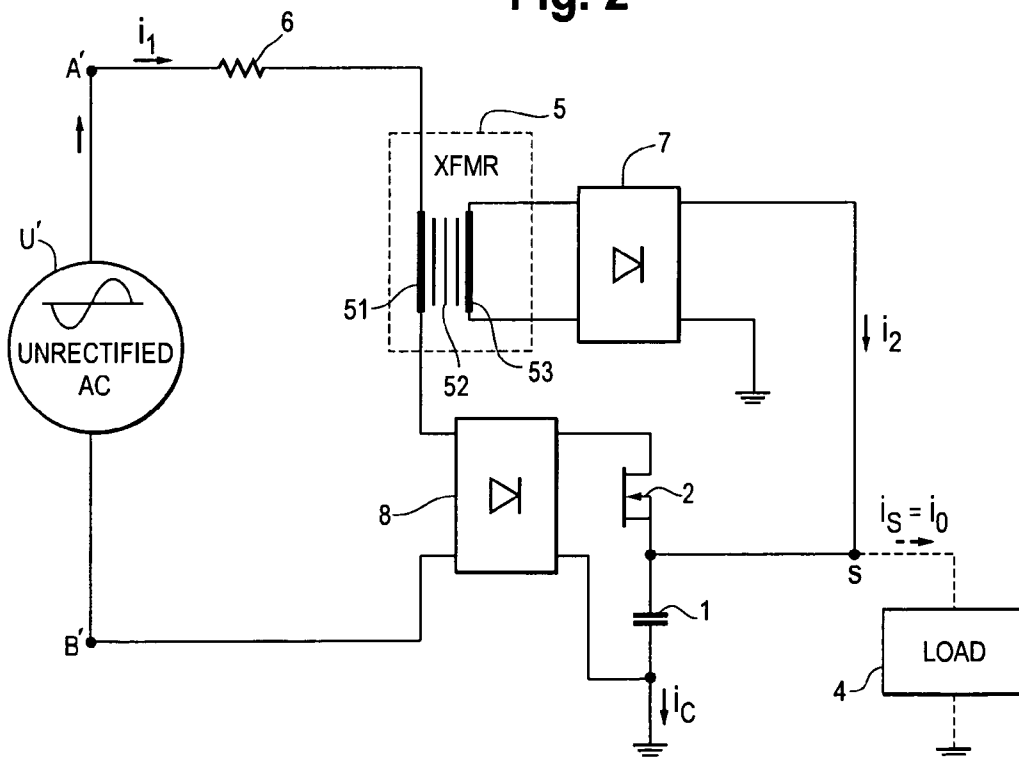 Fig. 2
i1
6
A'
5
XFMR
7
U'
51
UNRECTIFIED
AC
52
53
i2
8
2
iS = i0
S
1
B'
LOAD
4
iC